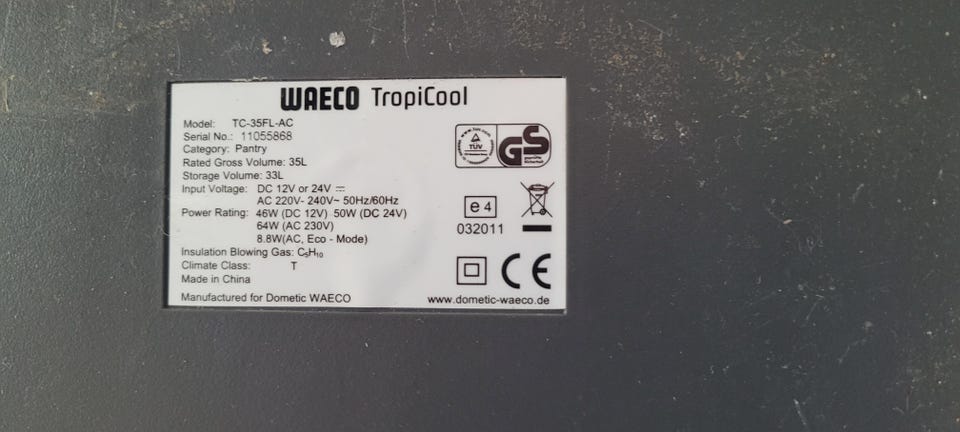 WAECO TropiCool
Model: TC-35FL-AC
Serial No.: 11055868
Category: Pantry
Rated Gross Volume: 35L
Storage Volume: 33L
Input Voltage: DC 12V or 24V ⎓
AC 220V- 240V~ 50Hz/60Hz
Power Rating: 46W (DC 12V) 50W (DC 24V)
64W (AC 230V)
8.8W(AC, Eco - Mode)
Insulation Blowing Gas: C₅H₁₀
Climate Class: T
Made in China
Manufactured for Dometic WAECO
TÜV
GS
geprüfte
Sicherheit
e 4
032011
CE
www.dometic-waeco.de